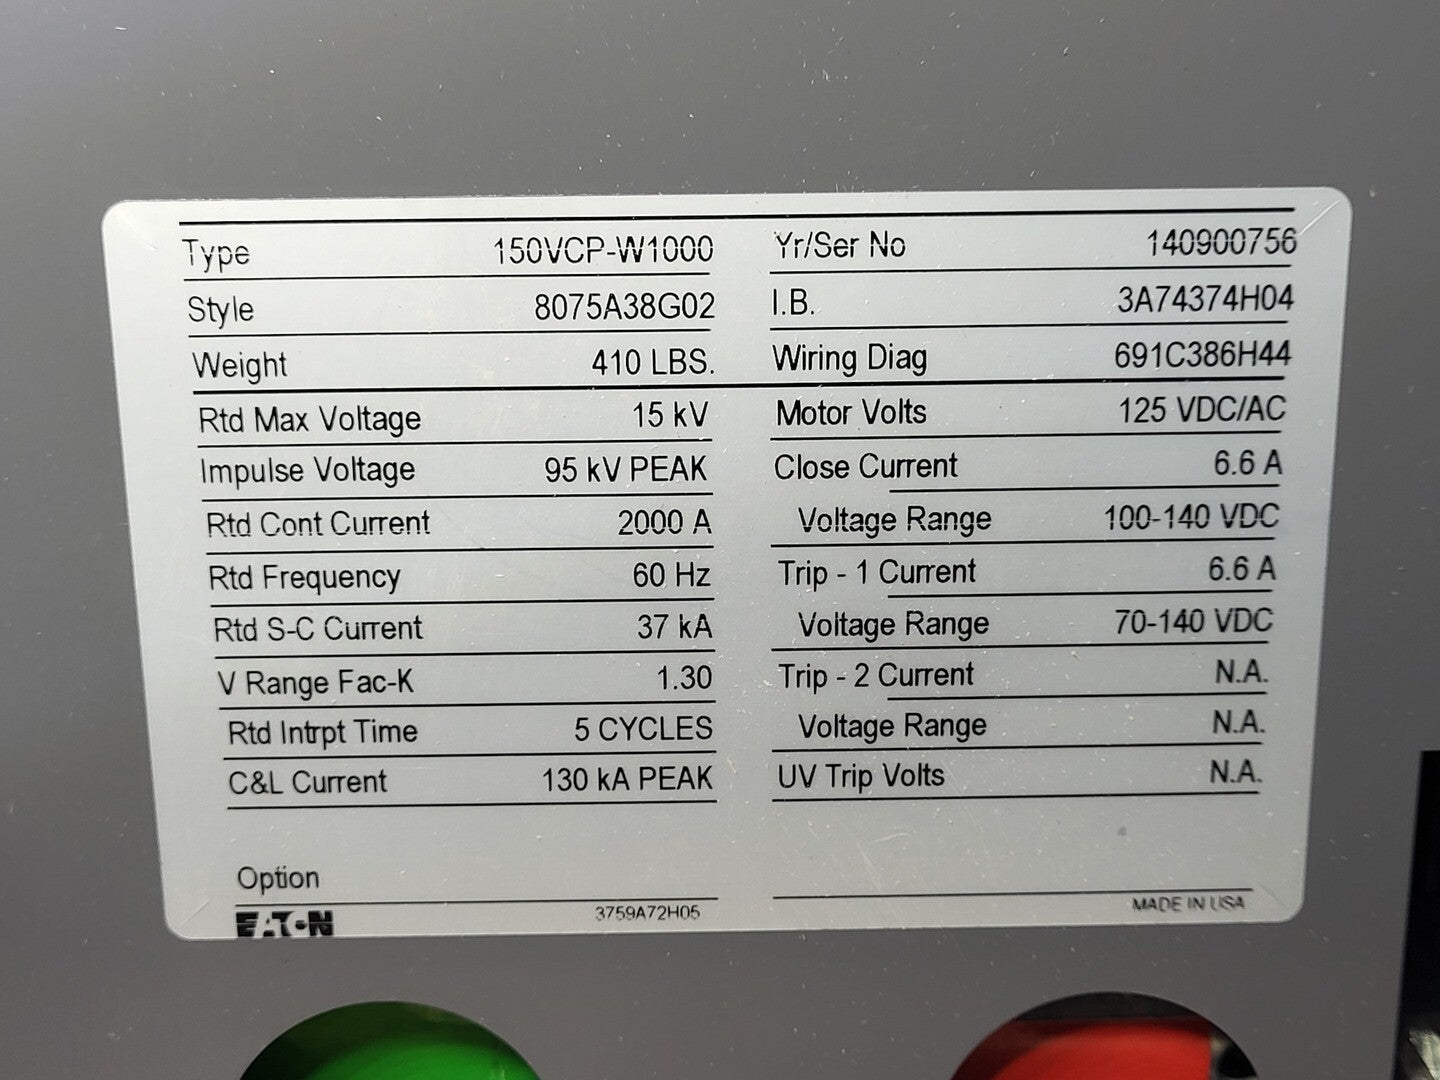 Type 150VCP-W1000 Yr/Ser No 140900756
Style 8075A38G02 I.B. 3A74374H04
Weight 410 LBS. Wiring Diag 691C386H44
Rtd Max Voltage 15 kV Motor Volts 125 VDC/AC
Impulse Voltage 95 kV PEAK Close Current 6.6 A
Rtd Cont Current 2000 A Voltage Range 100-140 VDC
Rtd Frequency 60 Hz Trip - 1 Current 6.6 A
Rtd S-C Current 37 kA Voltage Range 70-140 VDC
V Range Fac-K 1.30 Trip - 2 Current N.A.
Rtd Intrpt Time 5 CYCLES Voltage Range N.A.
C&L Current 130 kA PEAK UV Trip Volts N.A.
Option
EATON 3759A72H05 MADE IN USA